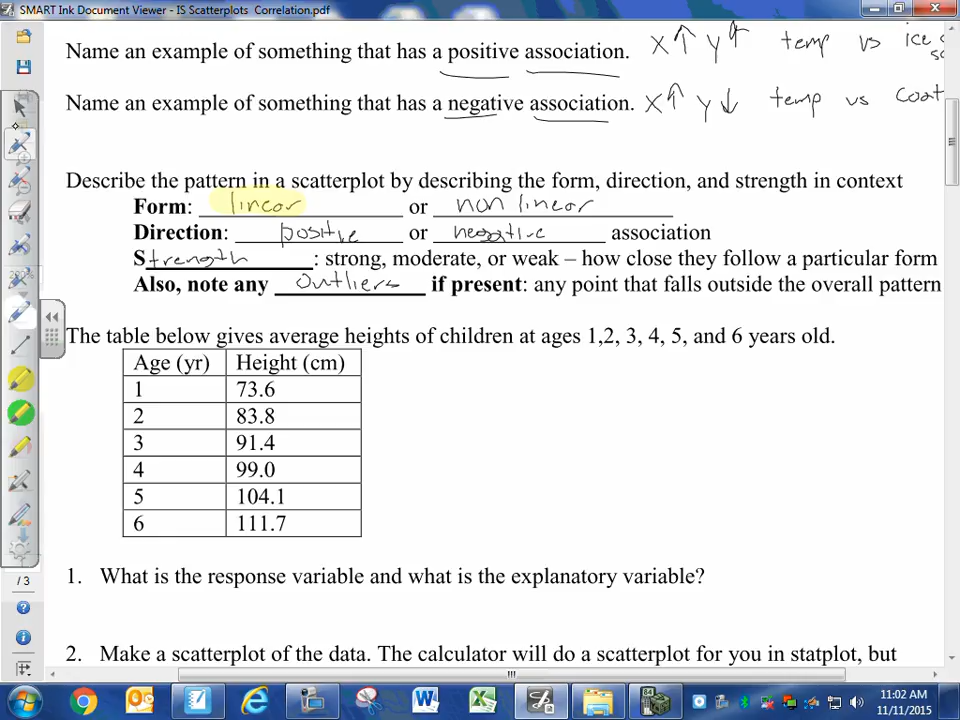 SMART Ink Document Viewer - IS Scatterplots Correlation.pdf
Name an example of something that has a positive association. X↑ Y↑ temp vs ice
Name an example of something that has a negative association. X↑ Y↓ temp vs coat
Describe the pattern in a scatterplot by describing the form, direction, and strength in context
Form: linear or non linear
Direction: positive or negative association
Strength: strong, moderate, or weak – how close they follow a particular form
Also, note any outliers if present: any point that falls outside the overall pattern
The table below gives average heights of children at ages 1,2, 3, 4, 5, and 6 years old.
Age (yr) Height (cm)
1 73.6
2 83.8
3 91.4
4 99.0
5 104.1
6 111.7
1. What is the response variable and what is the explanatory variable?
2. Make a scatterplot of the data. The calculator will do a scatterplot for you in statplot, but
/ 3
11:02 AM
11/11/2015